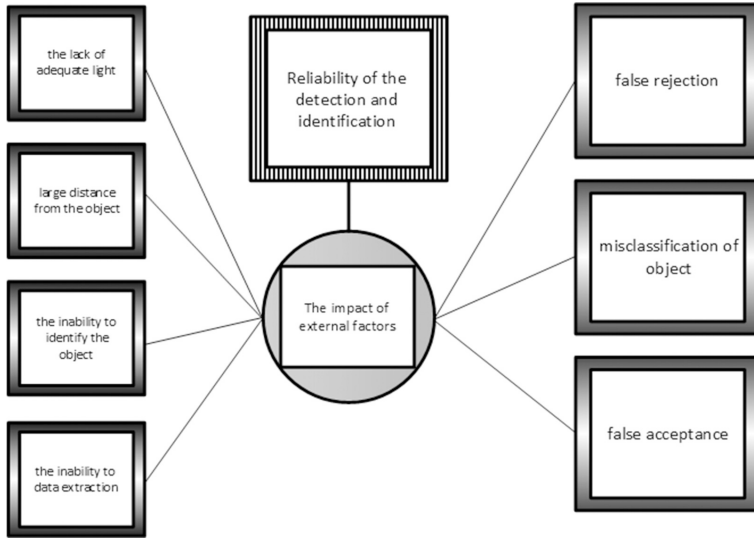 the lack of
adequate light
large distance
from the object
the inability to
identify the
object
the inability to
data extraction
Reliability of the
detection and
identification
The impact of
external factors
false rejection
misclassification of
object
false acceptance